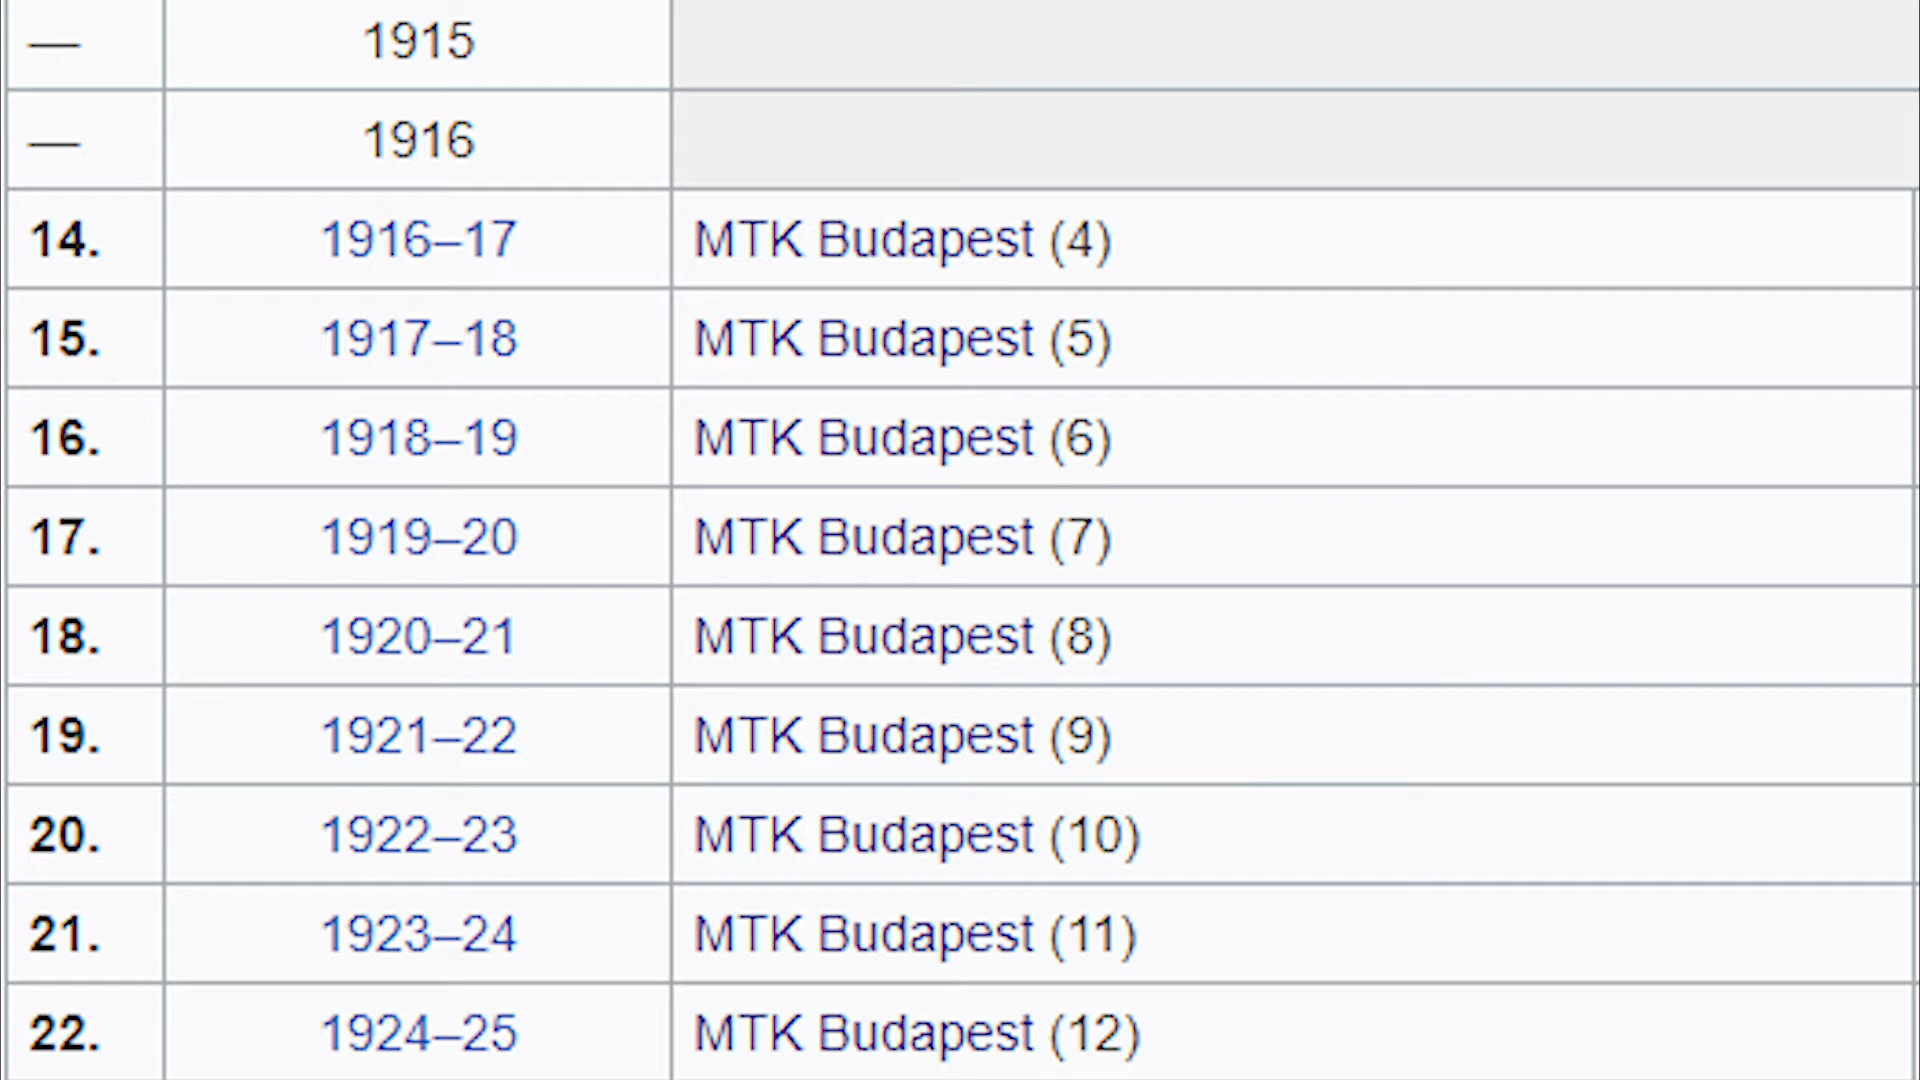 — 1915
— 1916
14. 1916–17 MTK Budapest (4)
15. 1917–18 MTK Budapest (5)
16. 1918–19 MTK Budapest (6)
17. 1919–20 MTK Budapest (7)
18. 1920–21 MTK Budapest (8)
19. 1921–22 MTK Budapest (9)
20. 1922–23 MTK Budapest (10)
21. 1923–24 MTK Budapest (11)
22. 1924–25 MTK Budapest (12)